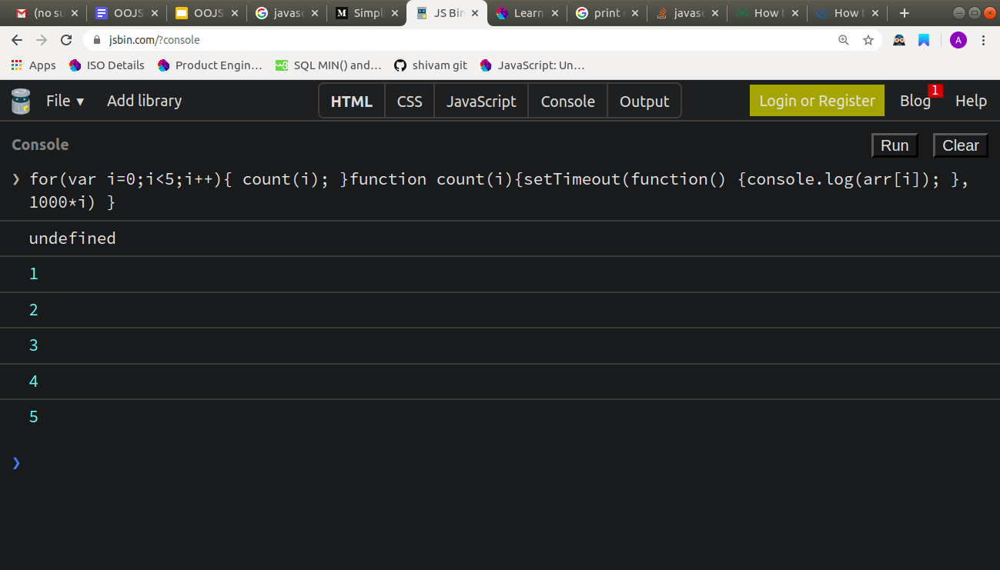 (no su
OOJS
OOJS
javasc
Simpl
JS Bin
Learn
print
javasc
How t
How t
jsbin.com/?console
A
Apps
ISO Details
Product Engin...
SQL MIN() and...
shivam git
JavaScript: Un...
File ▾
Add library
HTML
CSS
JavaScript
Console
Output
Login or Register
Blog
1
Help
Console
Run
Clear
❯ for(var i=0;i<5;i++){ count(i); }function count(i){setTimeout(function() {console.log(arr[i]); },
1000*i) }
undefined
1
2
3
4
5
❯